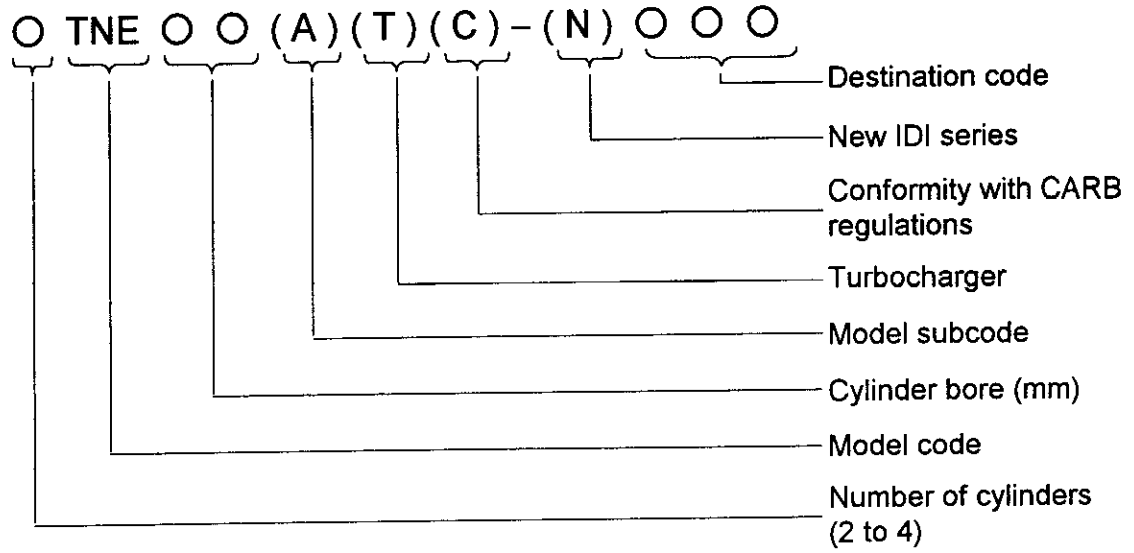 ○ TNE ○ ○ (A) (T) (C) – (N) ○ ○ ○
Destination code
New IDI series
Conformity with CARB
regulations
Turbocharger
Model subcode
Cylinder bore (mm)
Model code
Number of cylinders
(2 to 4)